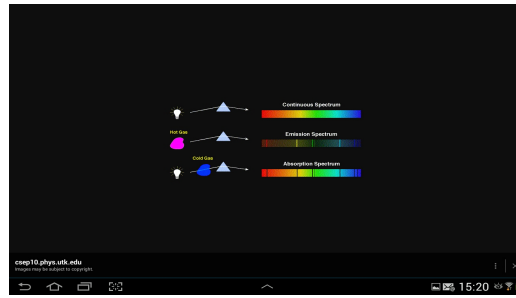 Continuous Spectrum
Hot Gas
Emission Spectrum
Cold Gas
Absorption Spectrum
csep10.phys.utk.edu
Images may be subject to copyright.
15:20